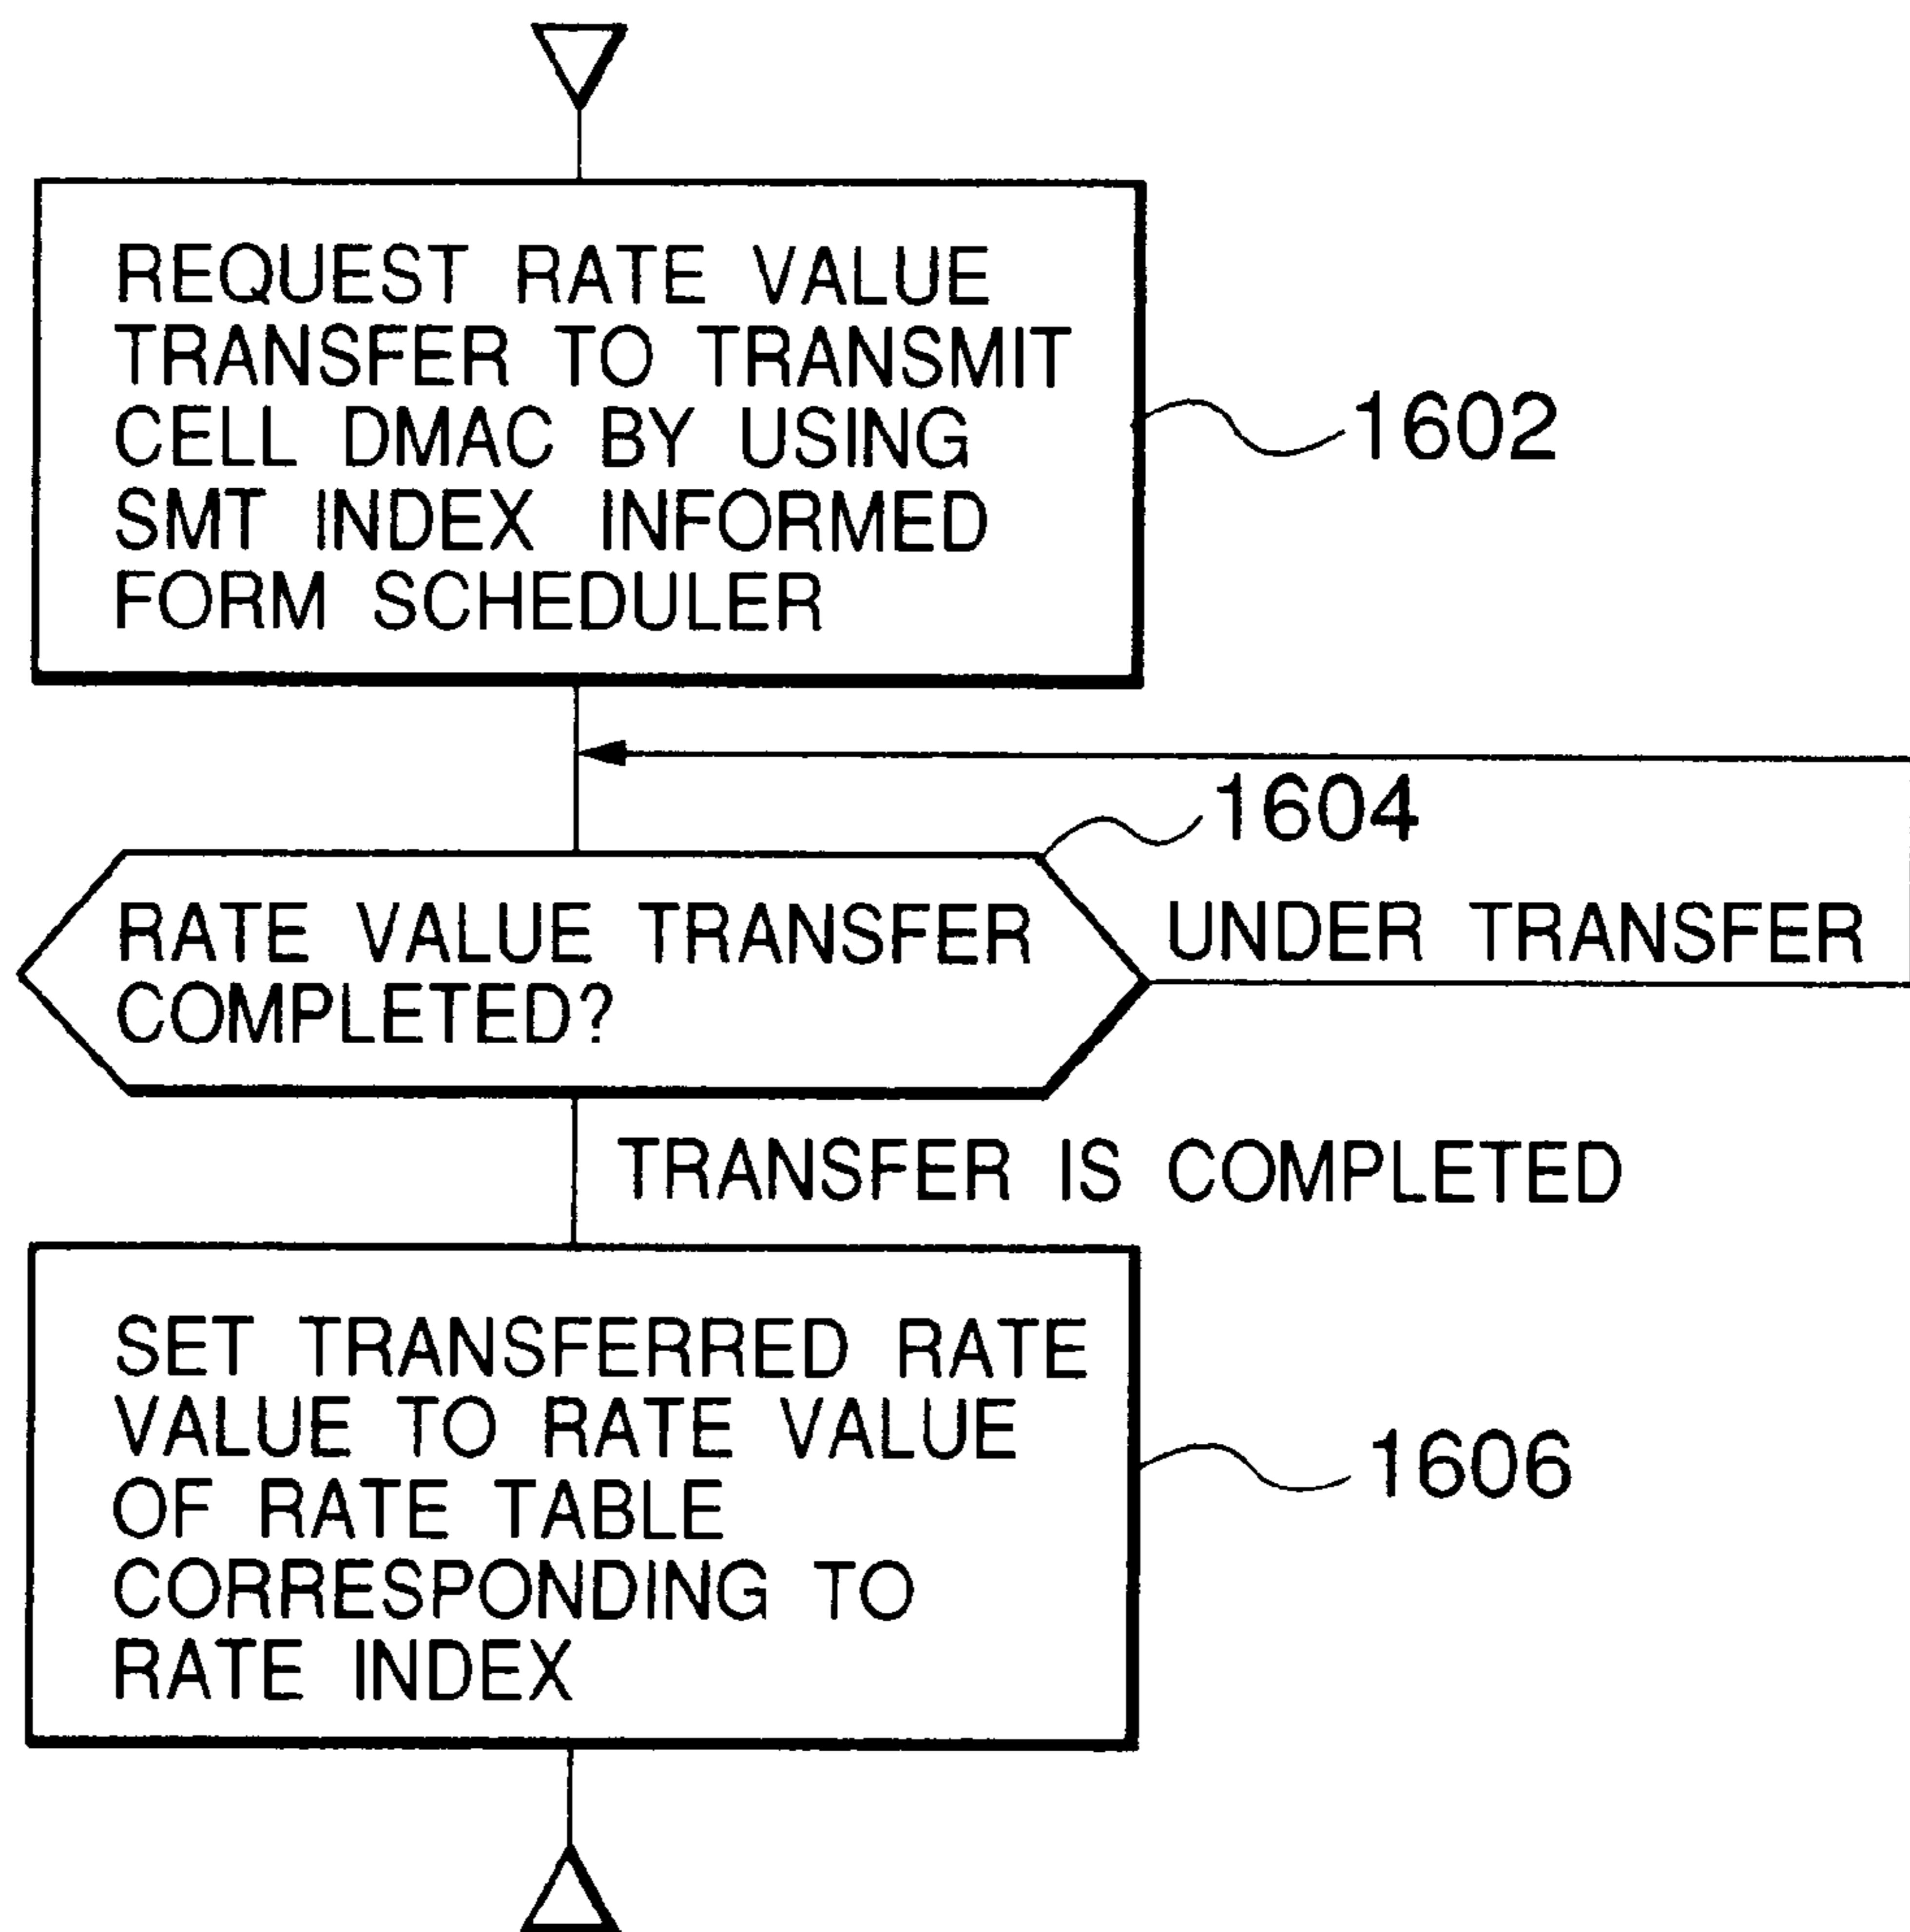 REQUEST RATE VALUE
TRANSFER TO TRANSMIT
CELL DMAC BY USING
SMT INDEX INFORMED
FORM SCHEDULER
1602
1604
RATE VALUE TRANSFER
COMPLETED?
UNDER TRANSFER
TRANSFER IS COMPLETED
SET TRANSFERRED RATE
VALUE TO RATE VALUE
OF RATE TABLE
CORRESPONDING TO
RATE INDEX
1606